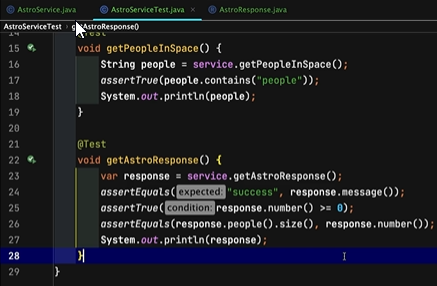 AstroService.java AstroServiceTest.java × AstroResponse.java
AstroServiceTest › getAstroResponse()
14 @Test
15 void getPeopleInSpace() {
16 String people = service.getPeopleInSpace();
17 assertTrue(people.contains("people"));
18 System.out.println(people);
19 }
20
21 @Test
22 void getAstroResponse() {
23 var response = service.getAstroResponse();
24 assertEquals( expected: "success", response.message());
25 assertTrue( condition: response.number() >= 0);
26 assertEquals(response.people().size(), response.number());
27 System.out.println(response);
28 }
29 }